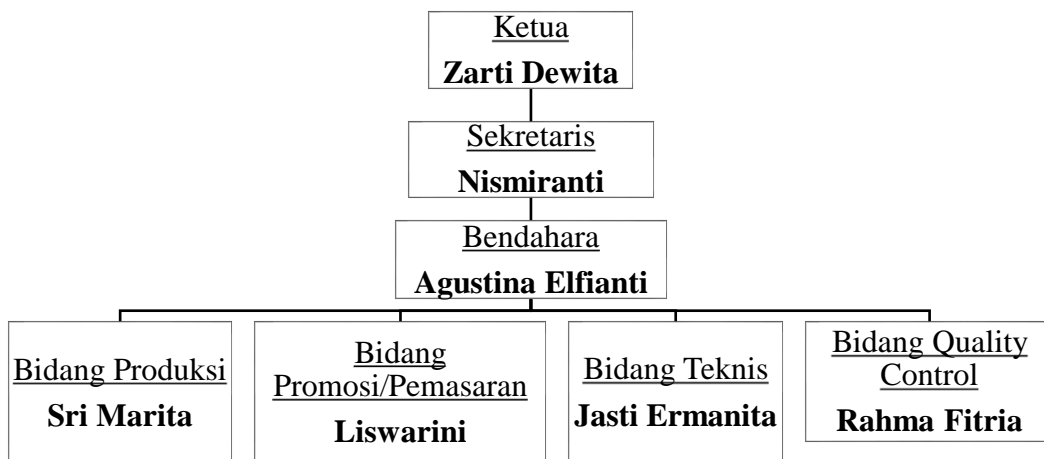 Ketua
Zarti Dewita
Sekretaris
Nismiranti
Bendahara
Agustina Elfianti
Bidang Produksi
Sri Marita
Bidang
Promosi/Pemasaran
Liswarini
Bidang Teknis
Jasti Ermanita
Bidang Quality
Control
Rahma Fitria